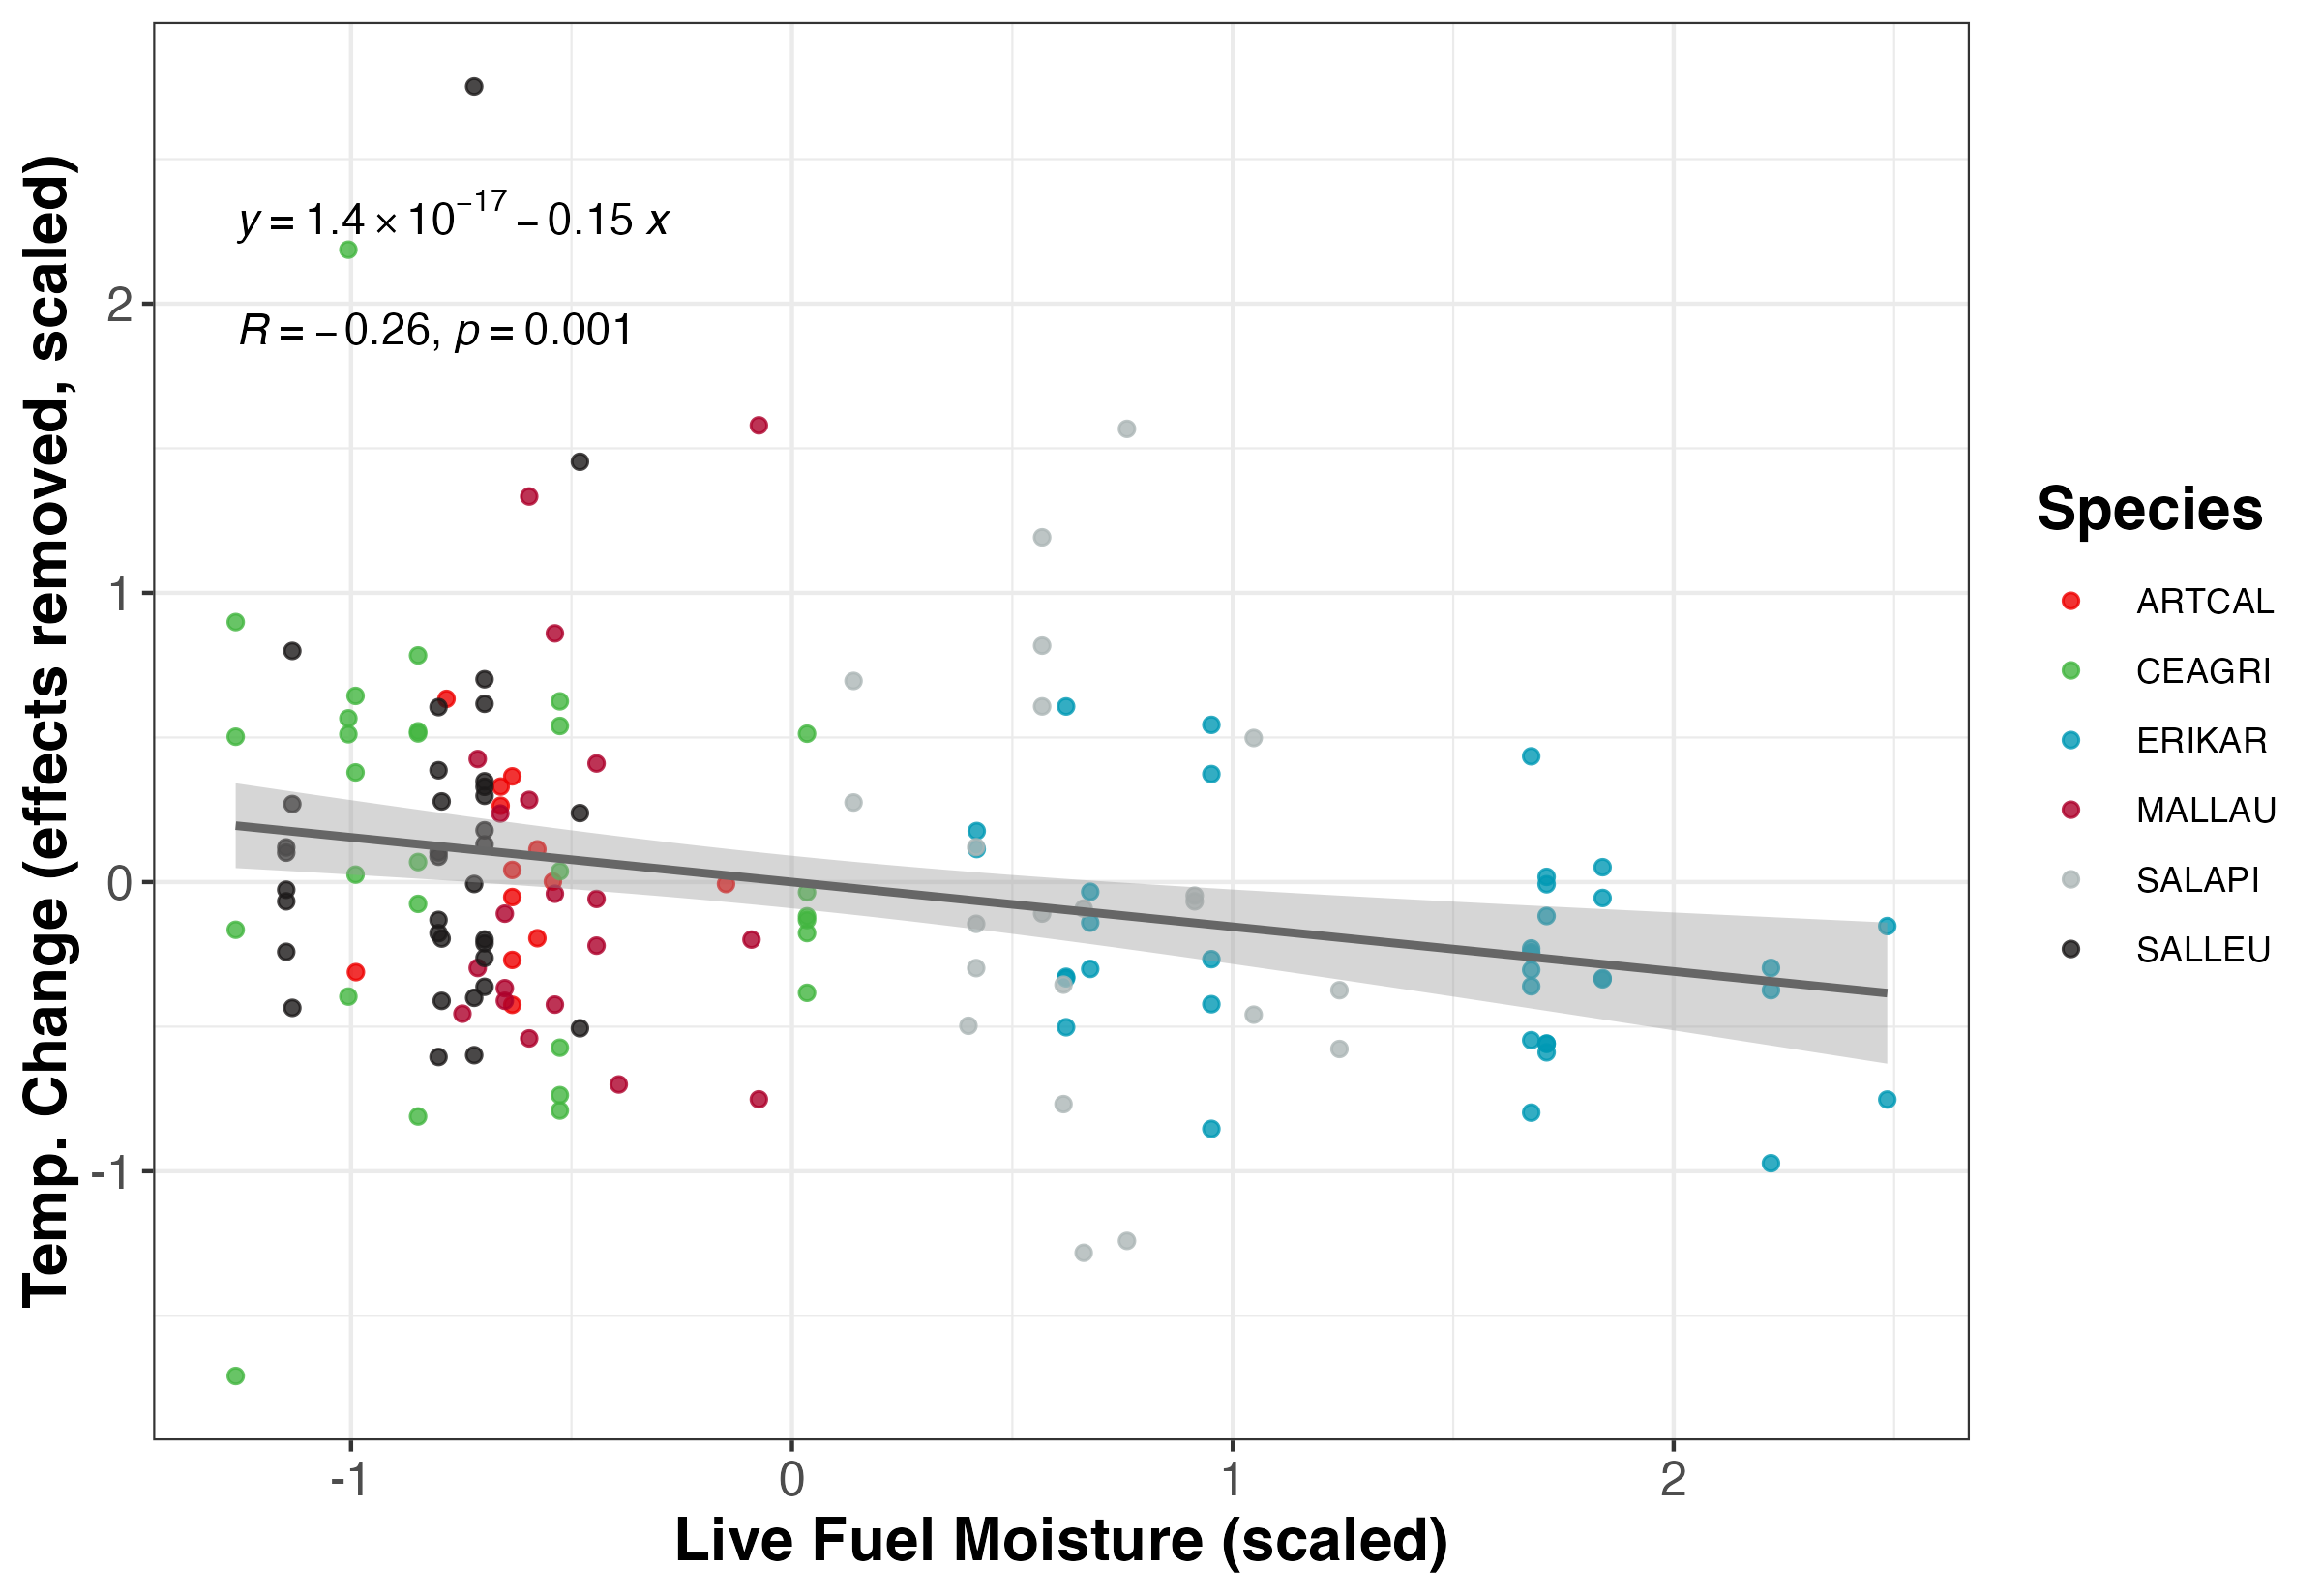 y = 1.4 × 10⁻¹⁷ − 0.15 x
R = −0.26, p = 0.001
Temp. Change (effects removed, scaled)
2
1
0
-1
-1 0 1 2
Live Fuel Moisture (scaled)
Species
ARTCAL
CEAGRI
ERIKAR
MALLAU
SALAPI
SALLEU